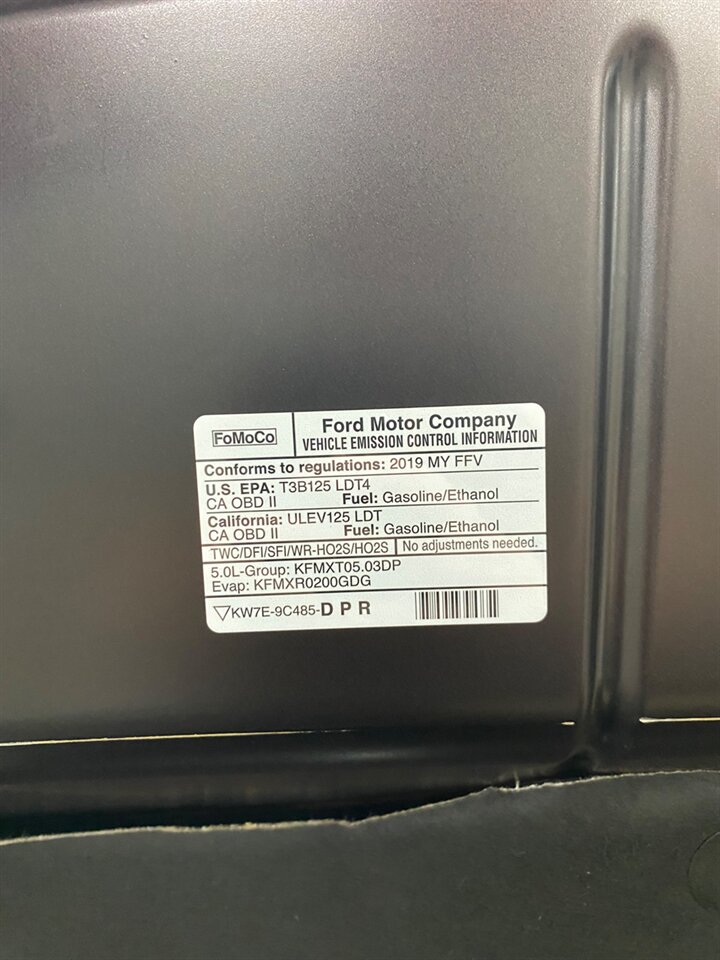 FoMoCo
Ford Motor Company
VEHICLE EMISSION CONTROL INFORMATION
Conforms to regulations: 2019 MY FFV
U.S. EPA: T3B125 LDT4
CA OBD II Fuel: Gasoline/Ethanol
California: ULEV125 LDT
CA OBD II Fuel: Gasoline/Ethanol
TWC/DFI/SFI/WR-HO2S/HO2S No adjustments needed.
5.0L-Group: KFMXT05.03DP
Evap: KFMXR0200GDG
KW7E-9C485-D P R